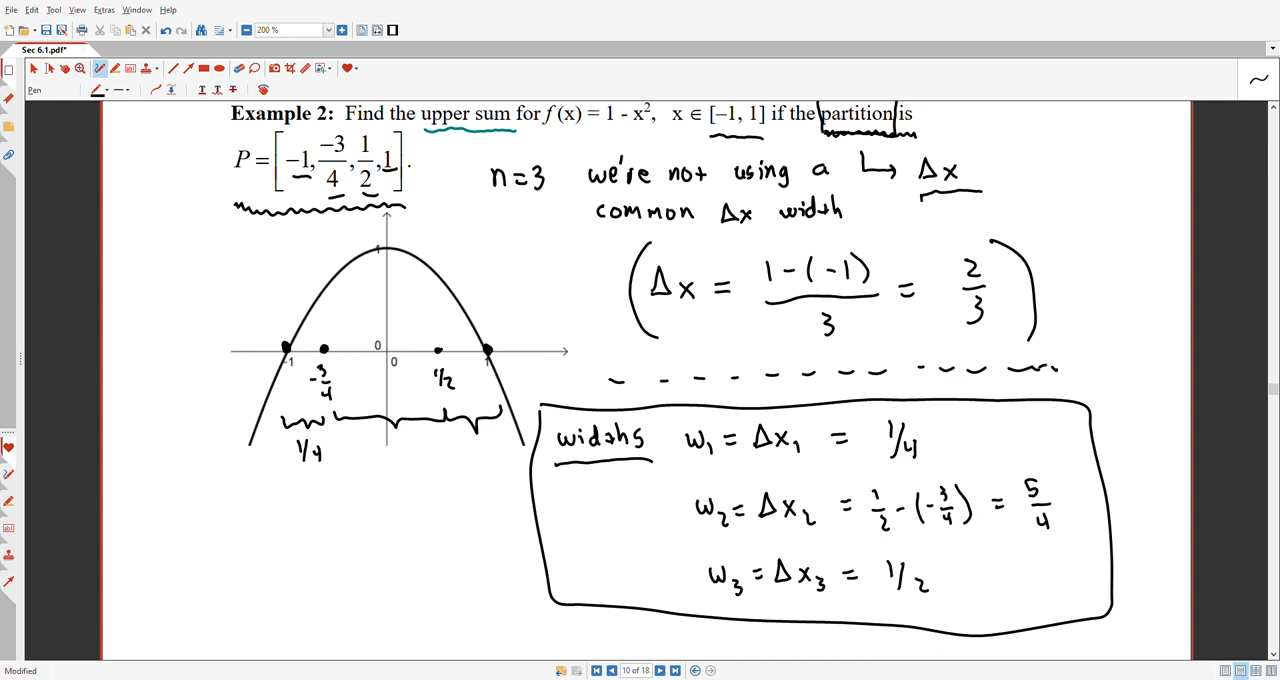 File Edit Tool View Extras Window Help
200 %
Sec 6.1.pdf*
Pen
Example 2: Find the upper sum for f (x) = 1 - x², x ∈ [–1, 1] if the partition is
P = [ −1, −3/4, 1/2, 1 ].
n = 3 we're not using a ↳ Δx
common Δx width
( Δx = 1-(-1)/3 = 2/3 )
1
0
-1 0 1
-3/4 1/2
1/4
widths w₁ = Δx₁ = 1/4
w₂ = Δx₂ = 1/2 - (-3/4) = 5/4
w₃ = Δx₃ = 1/2
Modified
10 of 18